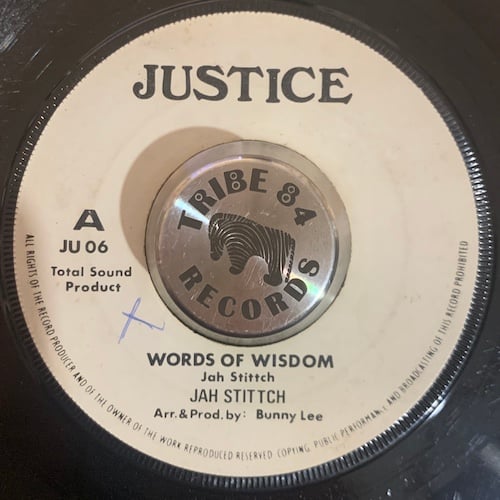 JUSTICE
TRIBE 84
RECORDS
A
JU 06
Total Sound
Product
WORDS OF WISDOM
Jah Stittch
JAH STITTCH
Arr.& Prod. by: Bunny Lee
ALL RIGHTS OF THE RECORD PRODUCER AND OF THE OWNER OF THE WORK REPRODUCED RESERVED. COPYING, PUBLIC PERFORMANCE AND BROADCASTING OF THIS RECORD PROHIBITED